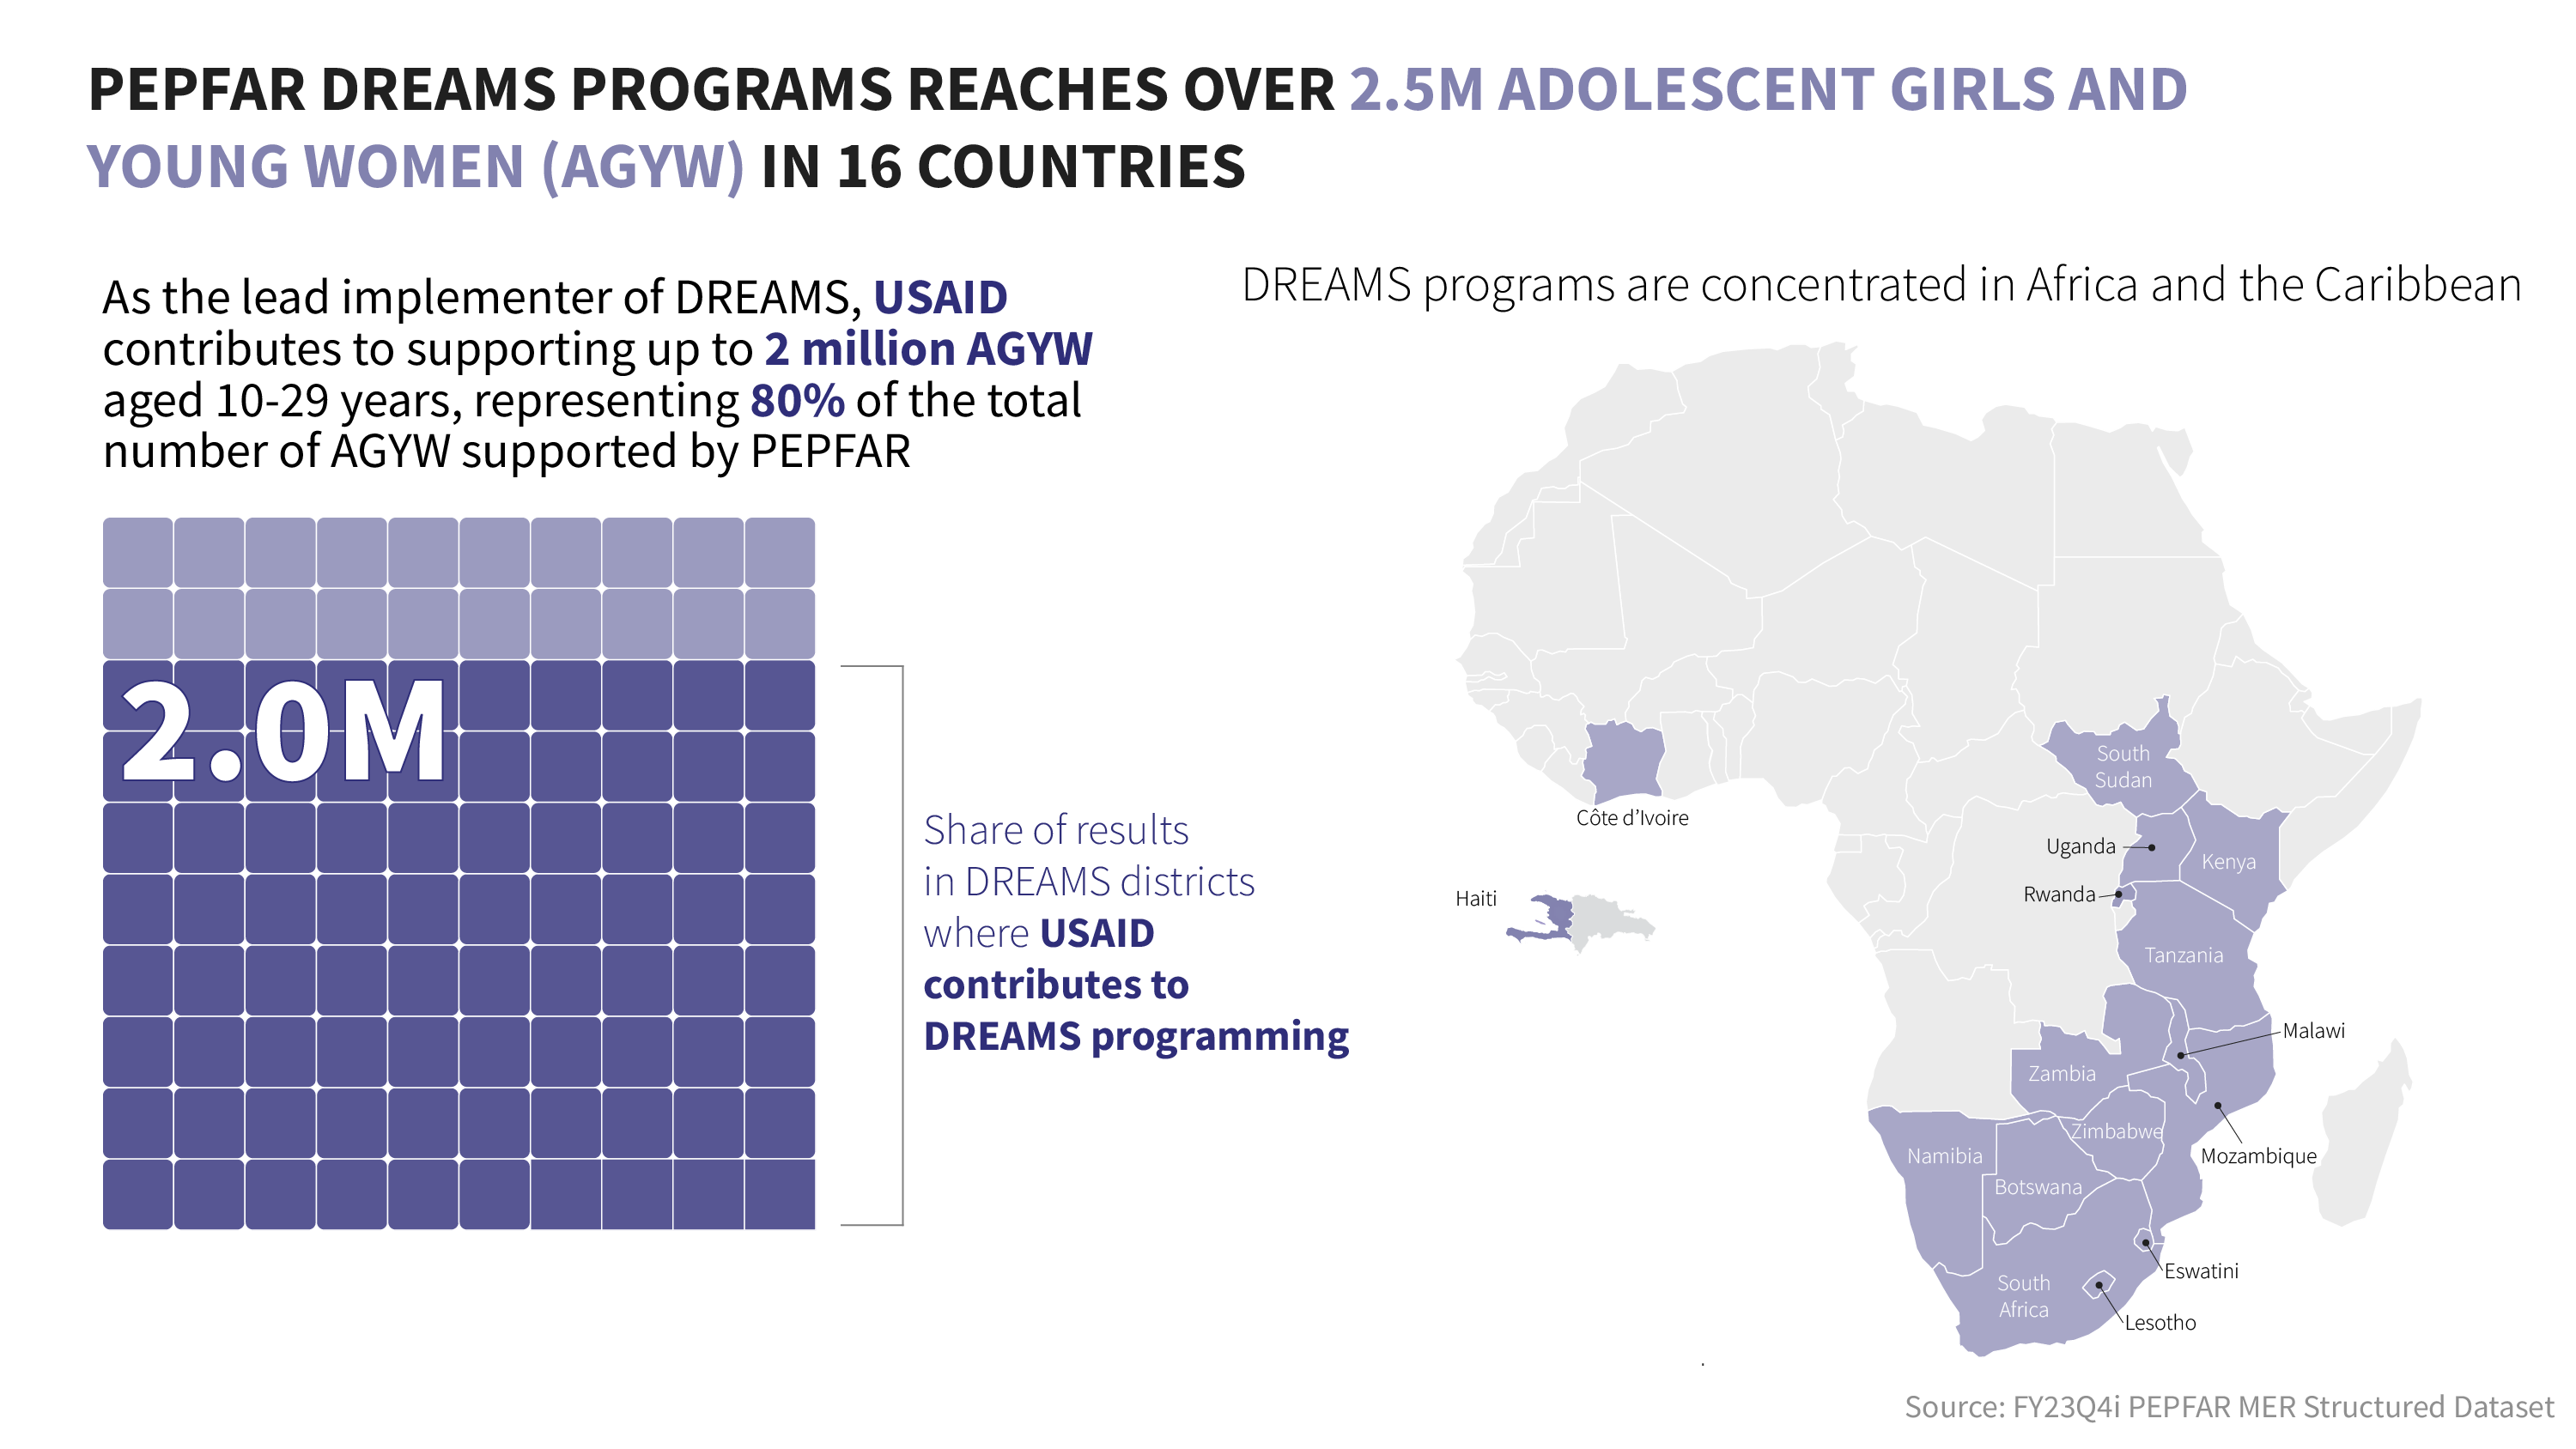 PEPFAR DREAMS PROGRAMS REACHES OVER 2.5M ADOLESCENT GIRLS AND
YOUNG WOMEN (AGYW) IN 16 COUNTRIES
As the lead implementer of DREAMS, USAID
contributes to supporting up to 2 million AGYW
aged 10-29 years, representing 80% of the total
number of AGYW supported by PEPFAR
2.0M
Share of results
in DREAMS districts
where USAID
contributes to
DREAMS programming
DREAMS programs are concentrated in Africa and the Caribbean
South
Sudan
Côte d’Ivoire
Uganda
Kenya
Rwanda
Haiti
Tanzania
Malawi
Zambia
Zimbabwe
Mozambique
Namibia
Botswana
Eswatini
South
Africa
Lesotho
Source: FY23Q4i PEPFAR MER Structured Dataset